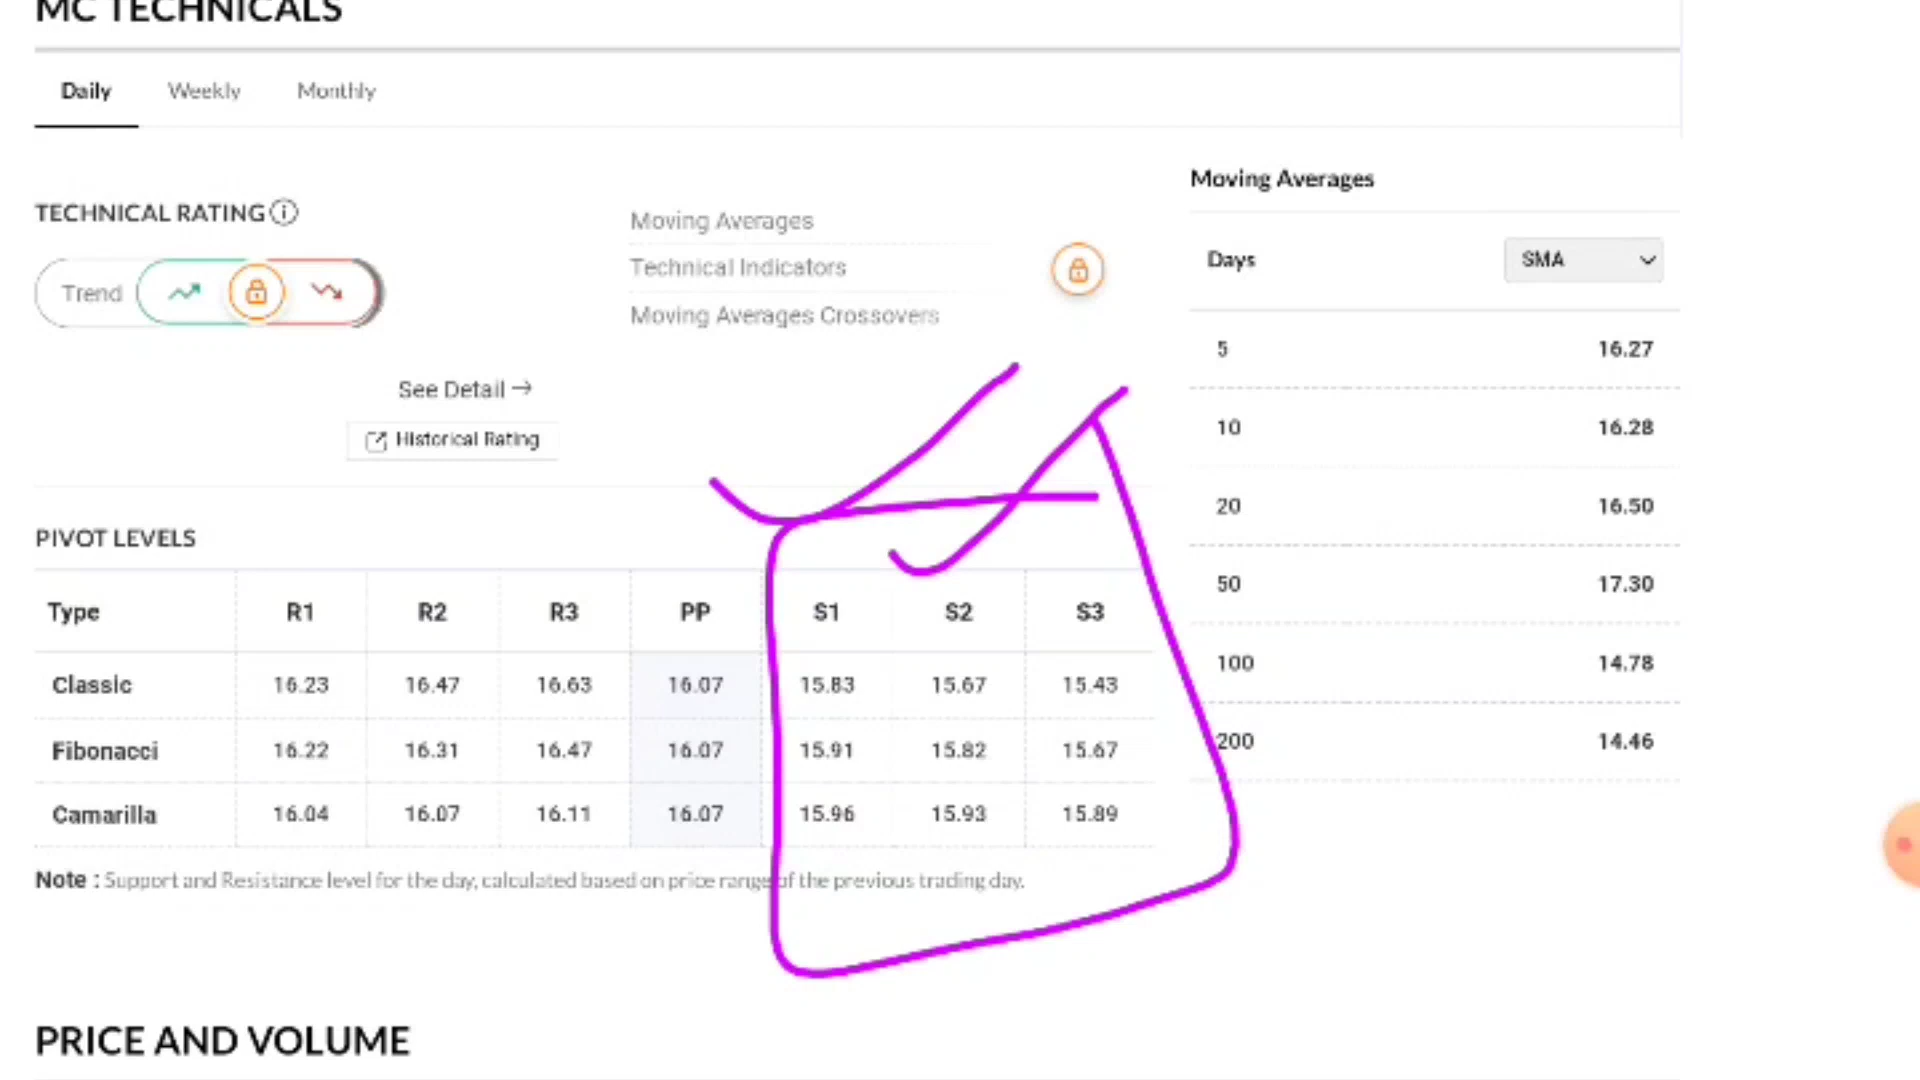 MC TECHNICALS
Daily Weekly Monthly
TECHNICAL RATING
Trend
See Detail →
Historical Rating
Moving Averages
Technical Indicators
Moving Averages Crossovers
Moving Averages
Days SMA
5 16.27
10 16.28
20 16.50
50 17.30
100 14.78
200 14.46
PIVOT LEVELS
Type R1 R2 R3 PP S1 S2 S3
Classic 16.23 16.47 16.63 16.07 15.83 15.67 15.43
Fibonacci 16.22 16.31 16.47 16.07 15.91 15.82 15.67
Camarilla 16.04 16.07 16.11 16.07 15.96 15.93 15.89
Note : Support and Resistance level for the day, calculated based on price range of the previous trading day.
PRICE AND VOLUME